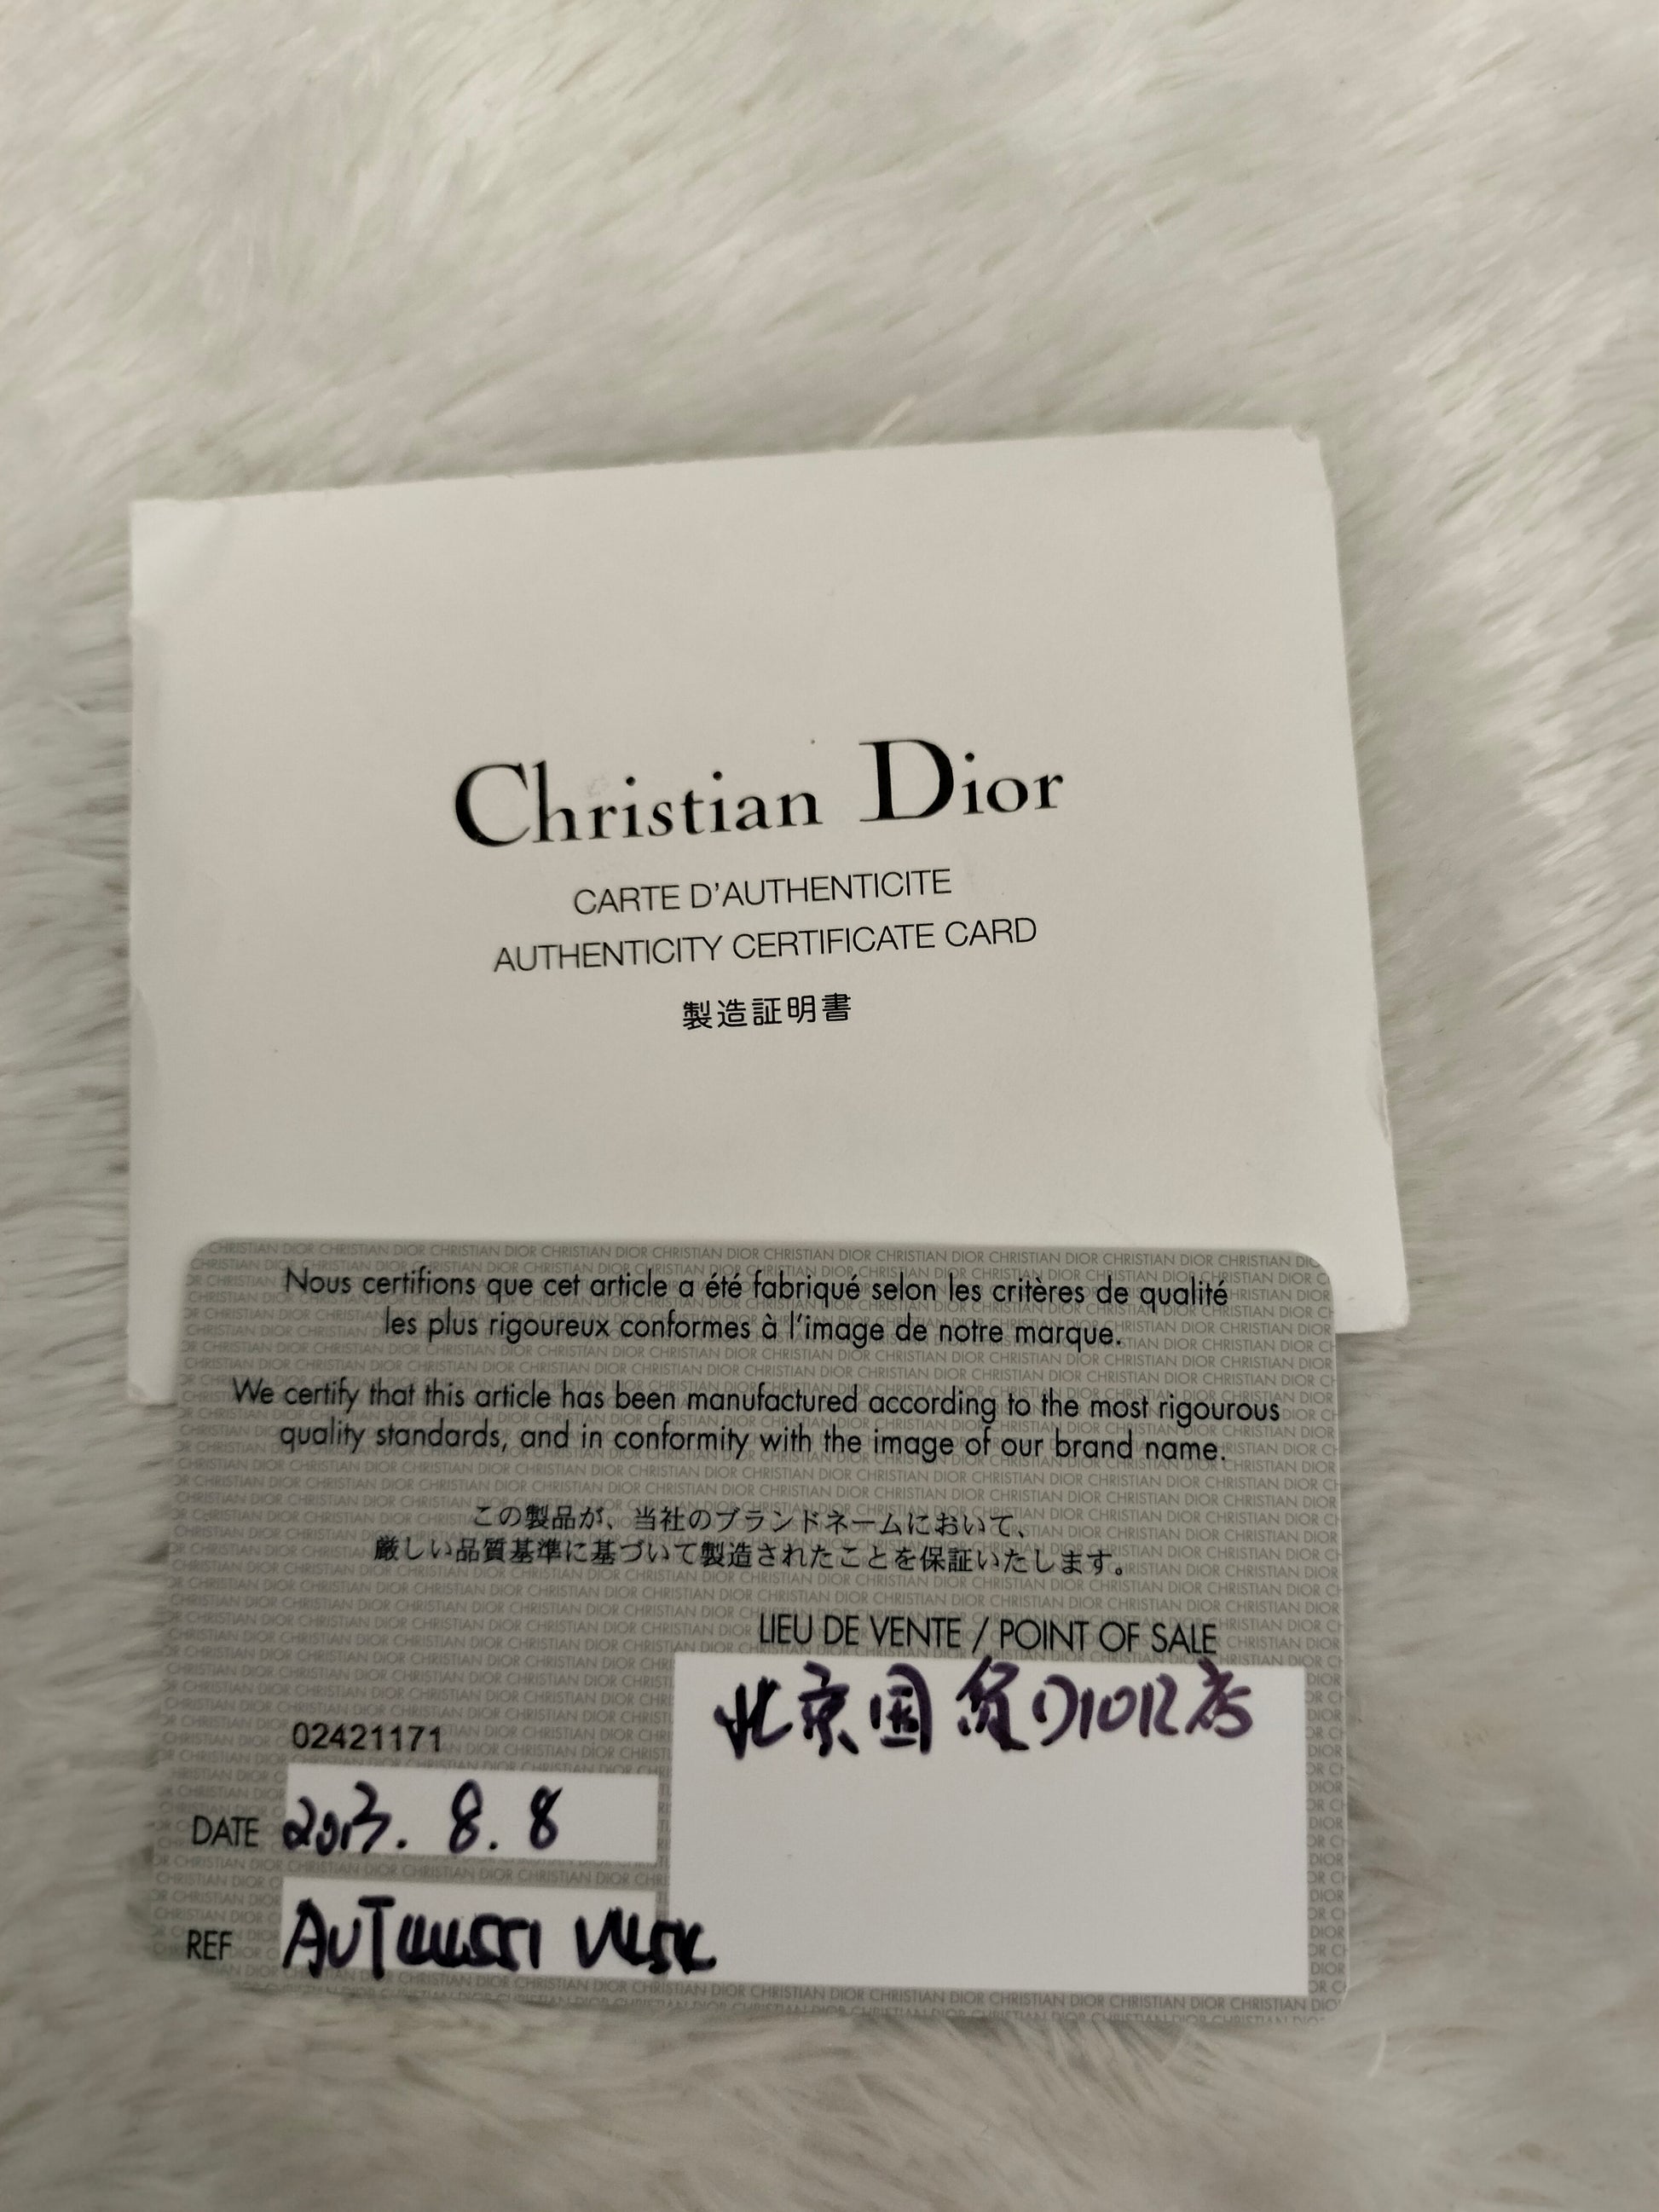 Christian Dior
CARTE D'AUTHENTICITE
AUTHENTICITY CERTIFICATE CARD
製造証明書
Nous certifions que cet article a été fabriqué selon les critères de qualité
les plus rigoureux conformes à l'image de notre marque.
We certify that this article has been manufactured according to the most rigourous
quality standards, and in conformity with the image of our brand name.
この製品が、当社のブランドネームにおいて、
厳しい品質基準に基づいて製造されたことを保証いたします。
LIEU DE VENTE / POINT OF SALE
北京国贸DIOR店
02421171
DATE 2013. 8. 8
REF